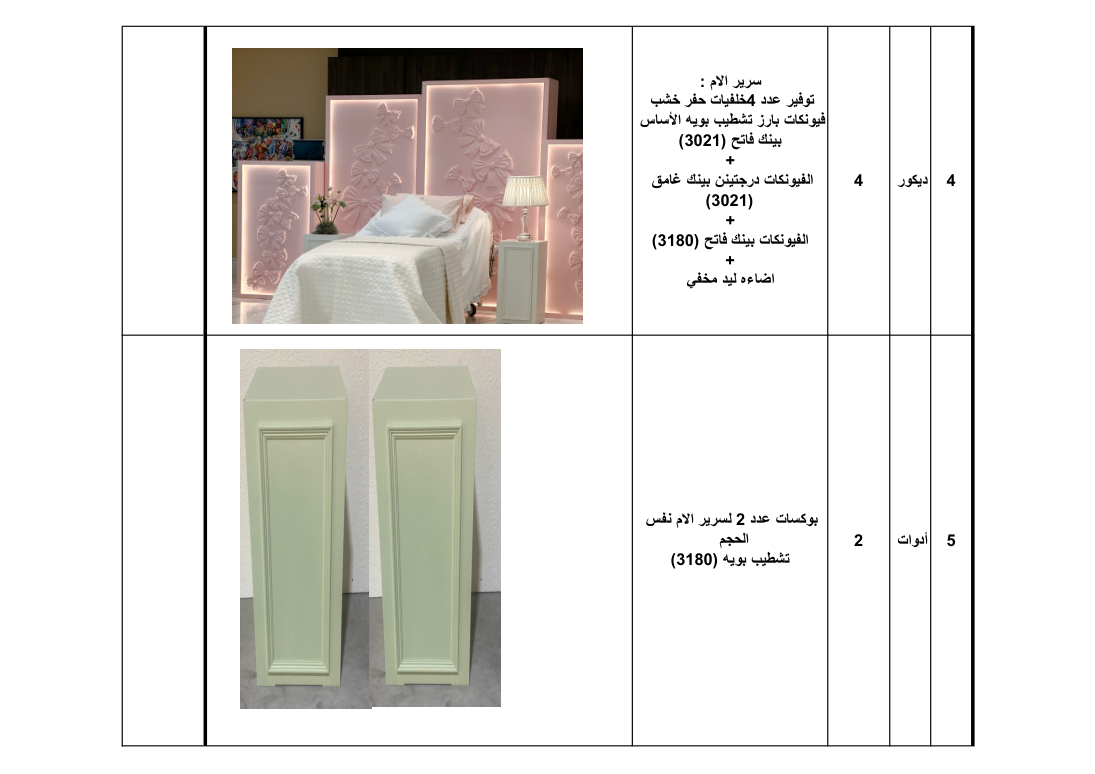 4
ديكور
4
سرير الام :
توفير عدد 4خلفيات حفر خشب
فيونكات بارز تشطيب بويه الأساس
بينك فاتح (3021)
+
الفيونكات درجتينن بينك غامق
(3021)
+
الفيونكات بينك فاتح (3180)
+
اضاءه ليد مخفي
5
أدوات
2
بوكسات عدد 2 لسرير الام نفس
الحجم
تشطيب بويه (3180)